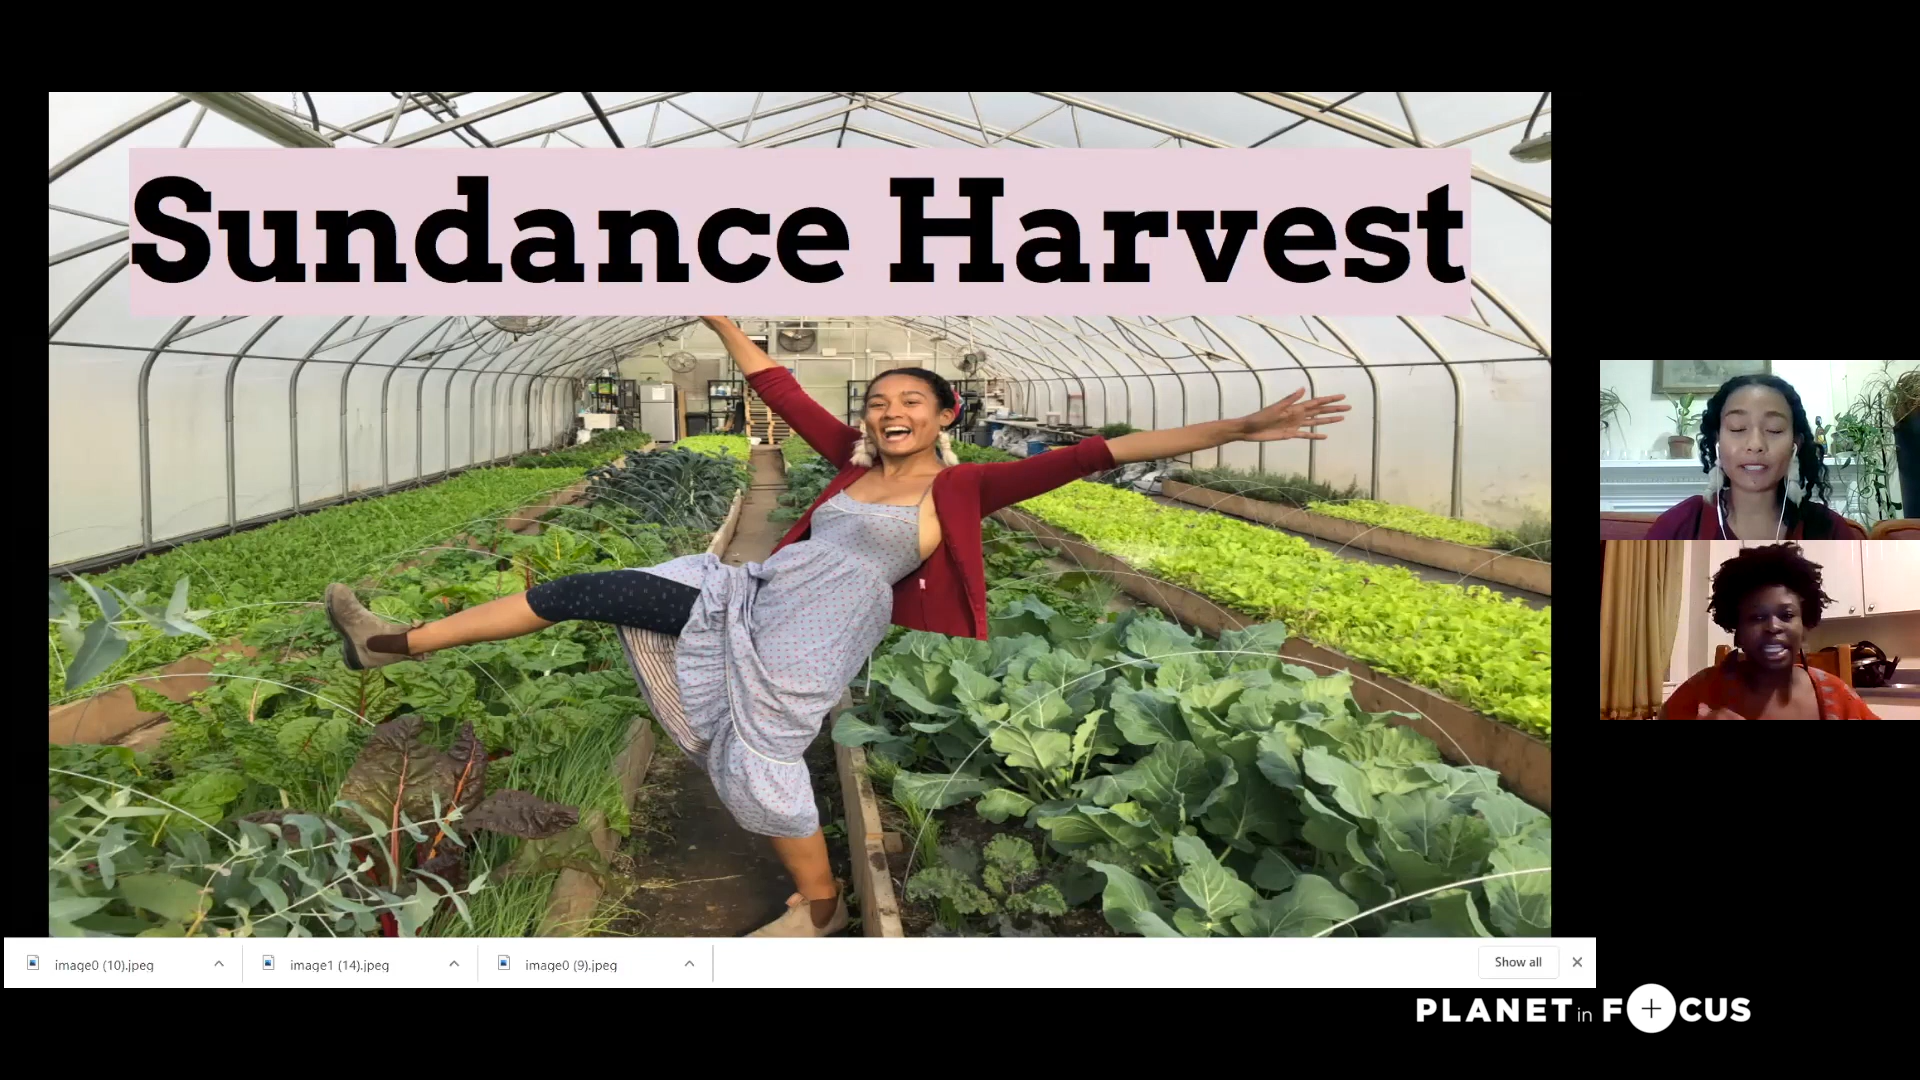 Sundance Harvest
image0 (10).jpeg
image1 (14).jpeg
image0 (9).jpeg
Show all
PLANET in FOCUS